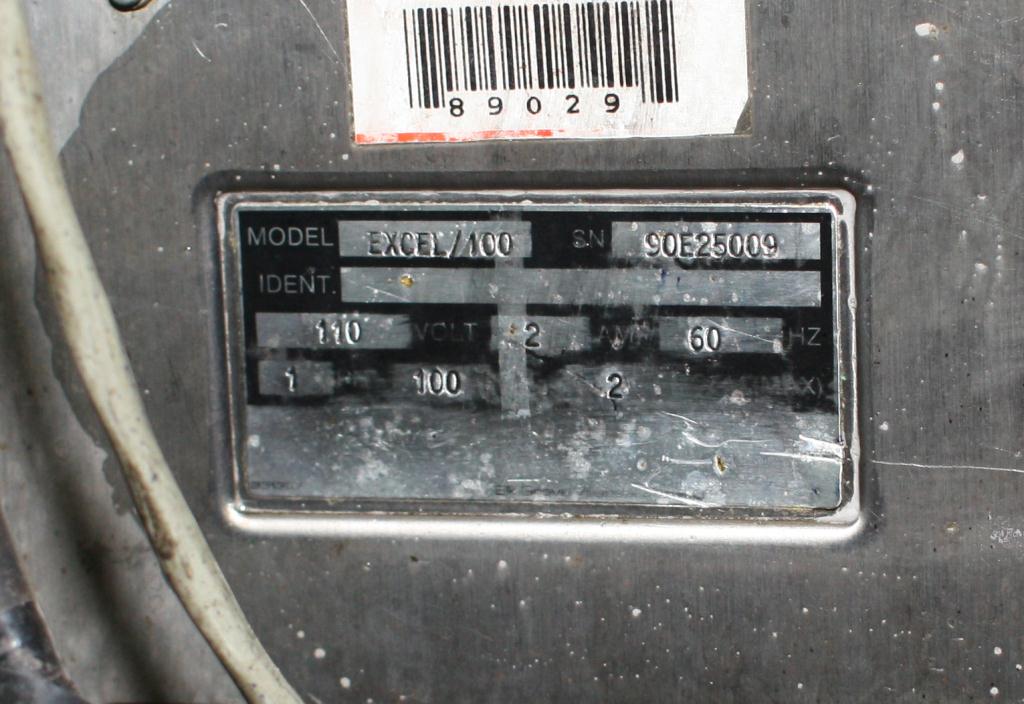 89029
MODEL EXCEL/100 SN 90E25009
IDENT.
110 VOLT 2 AMP 60 HZ
1 100 2